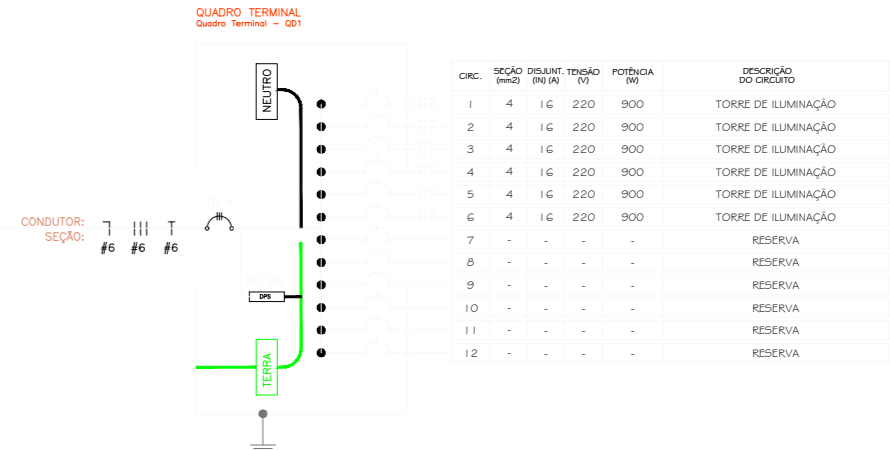 QUADRO TERMINAL
Quadro Terminal - QD1
NEUTRO
CONDUTOR:
SEÇÃO:
#6 #6 #6
DPS
TERRA
CIRC. SEÇÃO (mm2) DISJUNT. (IN) (A) TENSÃO (V) POTÊNCIA (W) DESCRIÇÃO DO CIRCUITO
1 4 16 220 900 TORRE DE ILUMINAÇÃO
2 4 16 220 900 TORRE DE ILUMINAÇÃO
3 4 16 220 900 TORRE DE ILUMINAÇÃO
4 4 16 220 900 TORRE DE ILUMINAÇÃO
5 4 16 220 900 TORRE DE ILUMINAÇÃO
6 4 16 220 900 TORRE DE ILUMINAÇÃO
7 - - - - RESERVA
8 - - - - RESERVA
9 - - - - RESERVA
10 - - - - RESERVA
11 - - - - RESERVA
12 - - - - RESERVA